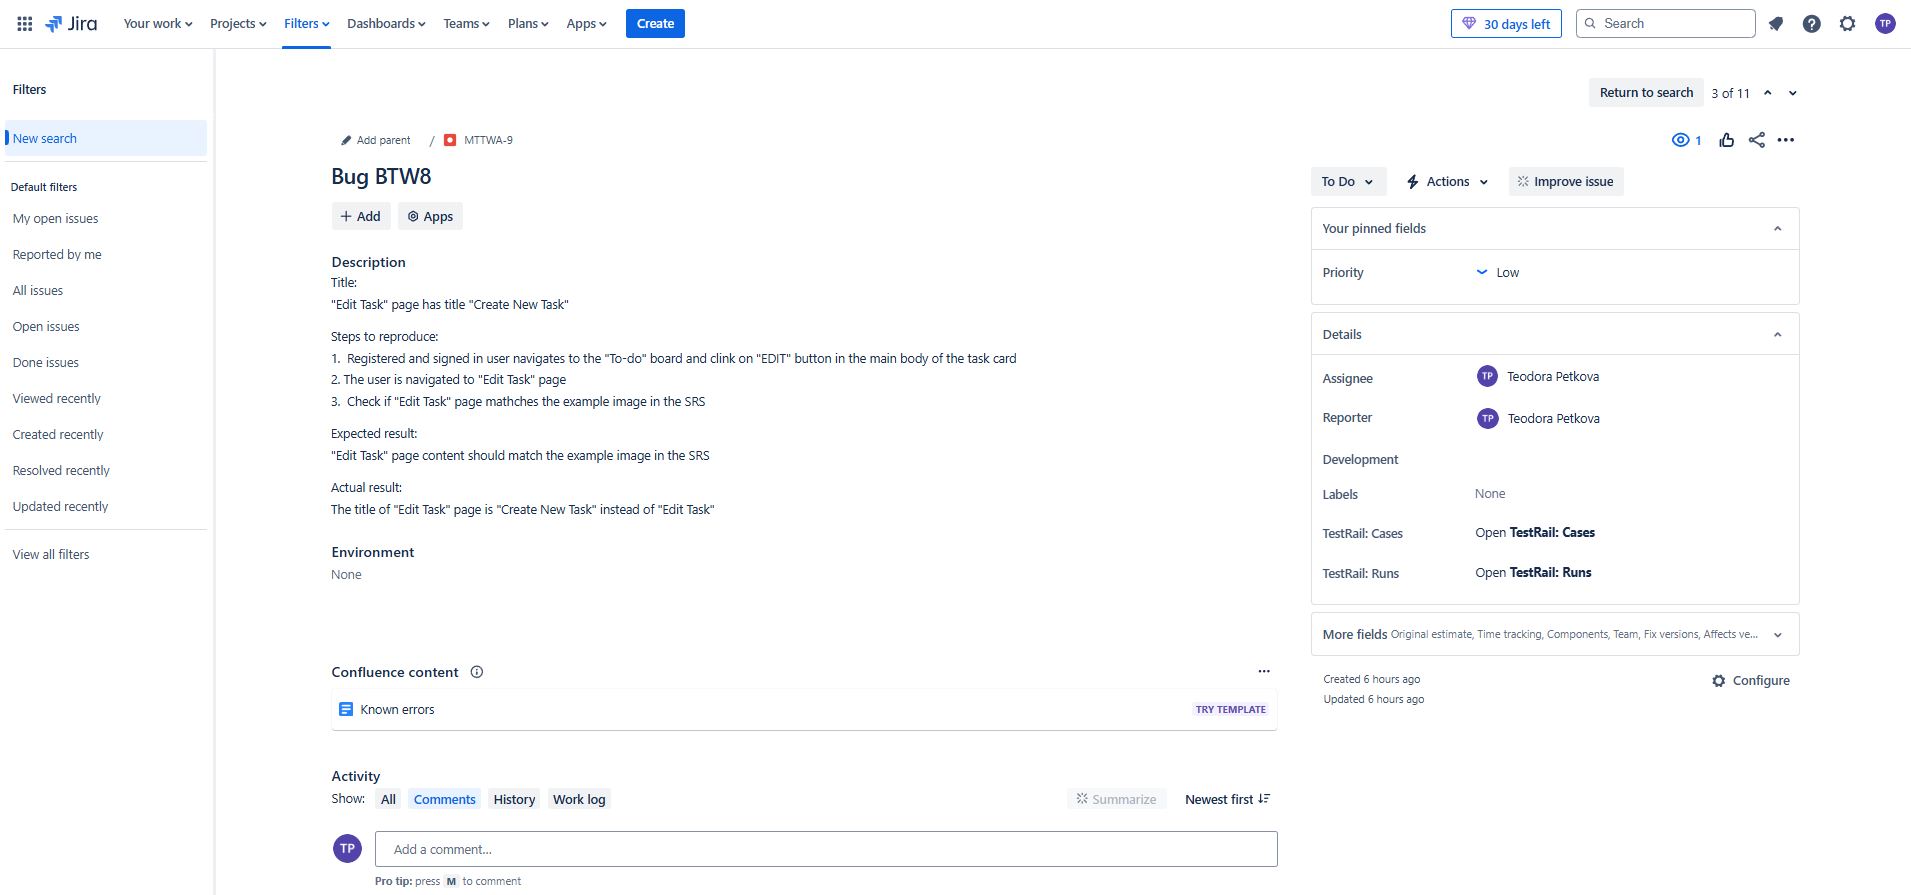 Jira Your work Projects Filters Dashboards Teams Plans Apps Create 30 days left Search TP
Filters
New search
Default filters
My open issues
Reported by me
All issues
Open issues
Done issues
Viewed recently
Created recently
Resolved recently
Updated recently
View all filters
Return to search 3 of 11
Add parent / MTTWA-9
1
Bug BTW8
Add Apps
Description
Title:
"Edit Task" page has title "Create New Task"
Steps to reproduce:
1. Registered and signed in user navigates to the "To-do" board and clink on "EDIT" button in the main body of the task card
2. The user is navigated to "Edit Task" page
3. Check if "Edit Task" page mathches the example image in the SRS
Expected result:
"Edit Task" page content should match the example image in the SRS
Actual result:
The title of "Edit Task" page is "Create New Task" instead of "Edit Task"
Environment
None
Confluence content
Known errors TRY TEMPLATE
Activity
Show: All Comments History Work log Summarize Newest first
TP Add a comment...
Pro tip: press M to comment
To Do Actions Improve issue
Your pinned fields
Priority Low
Details
Assignee TP Teodora Petkova
Reporter TP Teodora Petkova
Development
Labels None
TestRail: Cases Open TestRail: Cases
TestRail: Runs Open TestRail: Runs
More fields Original estimate, Time tracking, Components, Team, Fix versions, Affects ve...
Created 6 hours ago
Updated 6 hours ago
Configure